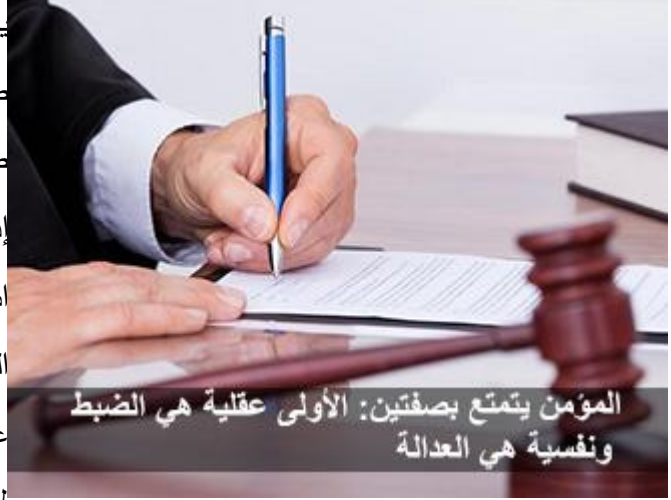 المؤمن يتمتع بصفتين: الأولى عقلية هي الضبط
ونفسية هي العدالة